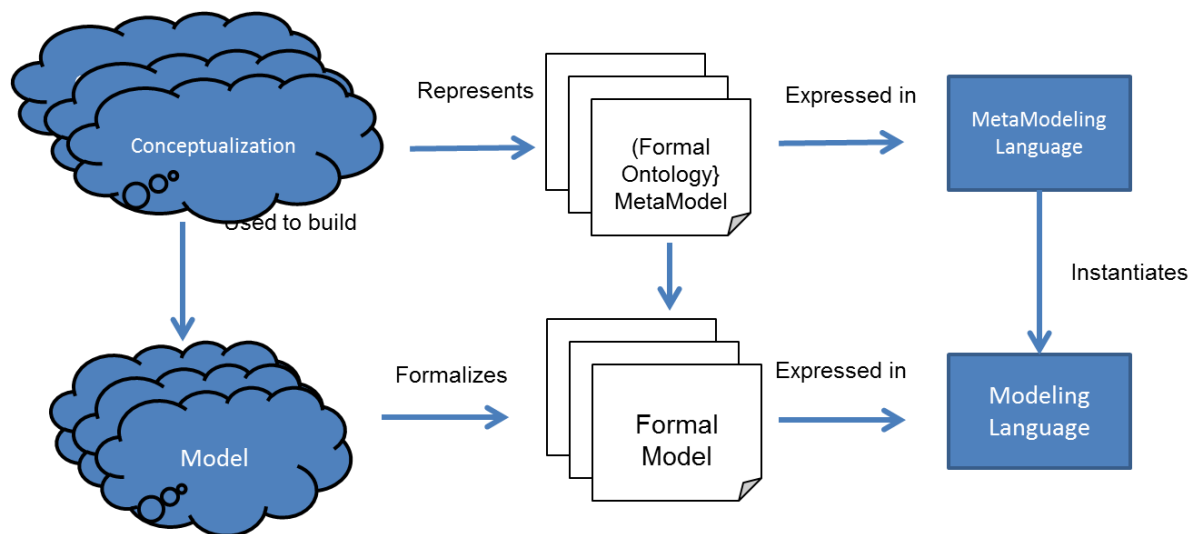 Represents
Expressed in
Conceptualization
(Formal
Ontology}
MetaModel
MetaModeling
Language
Used to build
Instantiates
Formalizes
Expressed in
Model
Formal
Model
Modeling
Language